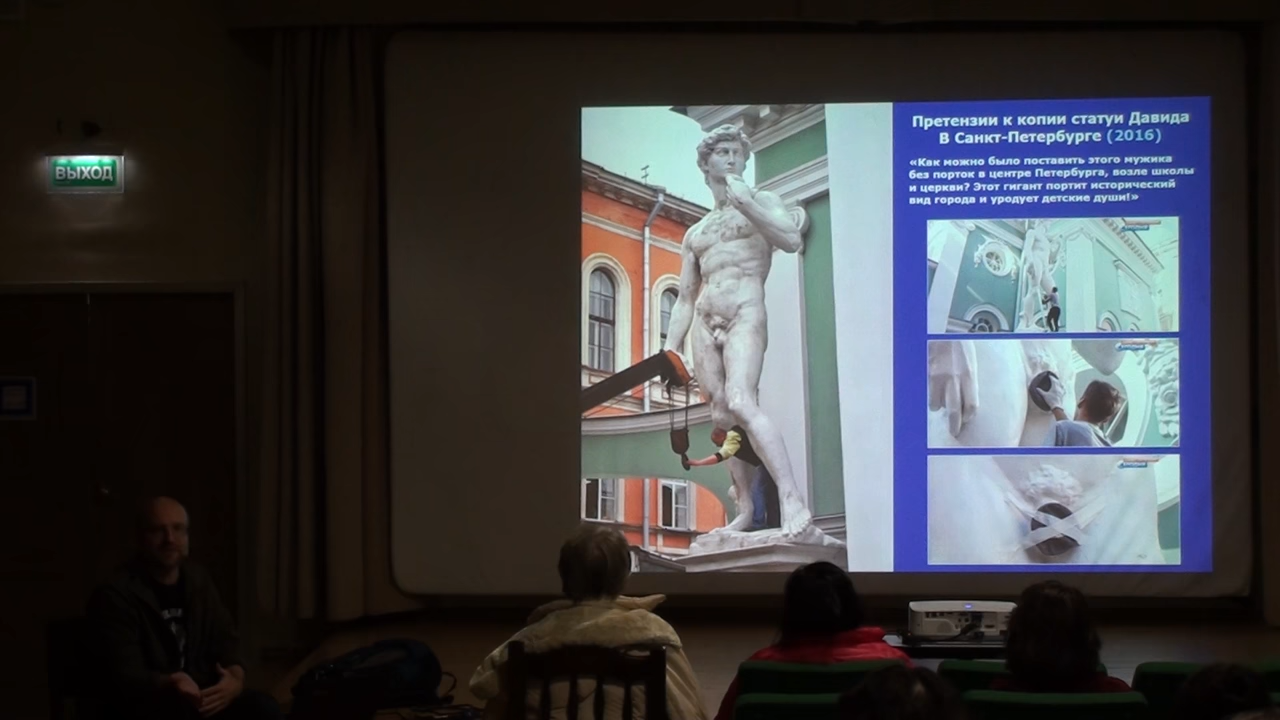 ВЫХОД
Претензии к копии статуи Давида
В Санкт-Петербурге (2016)
«Как можно было поставить этого мужика
без порток в центре Петербурга, возле школы
и церкви? Этот гигант портит исторический
вид города и уродует детские души!»